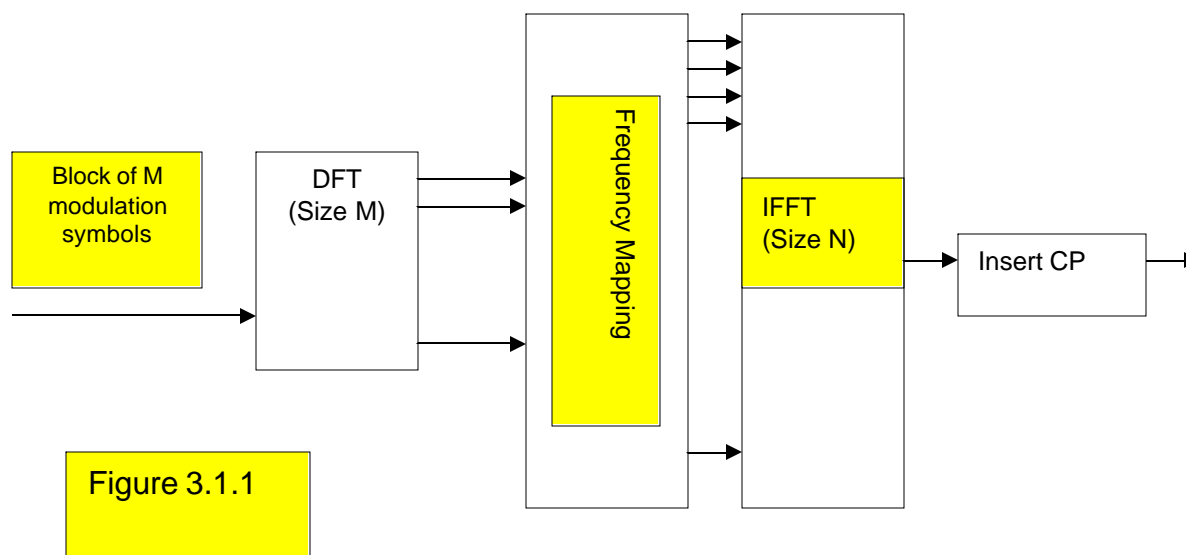 Block of M
modulation
symbols
DFT
(Size M)
Frequency Mapping
IFFT
(Size N)
Insert CP
Figure 3.1.1